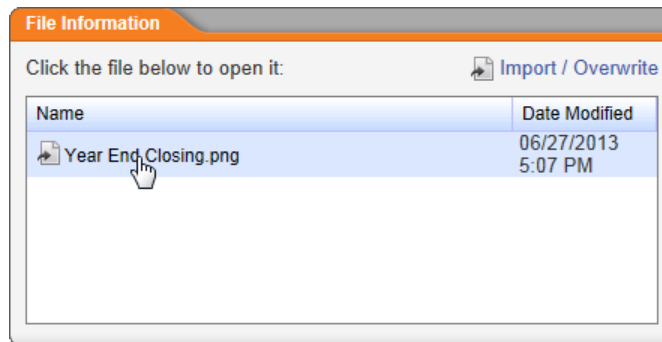 File Information
Click the file below to open it:
Import / Overwrite
Name
Date Modified
Year End Closing.png
06/27/2013
5:07 PM